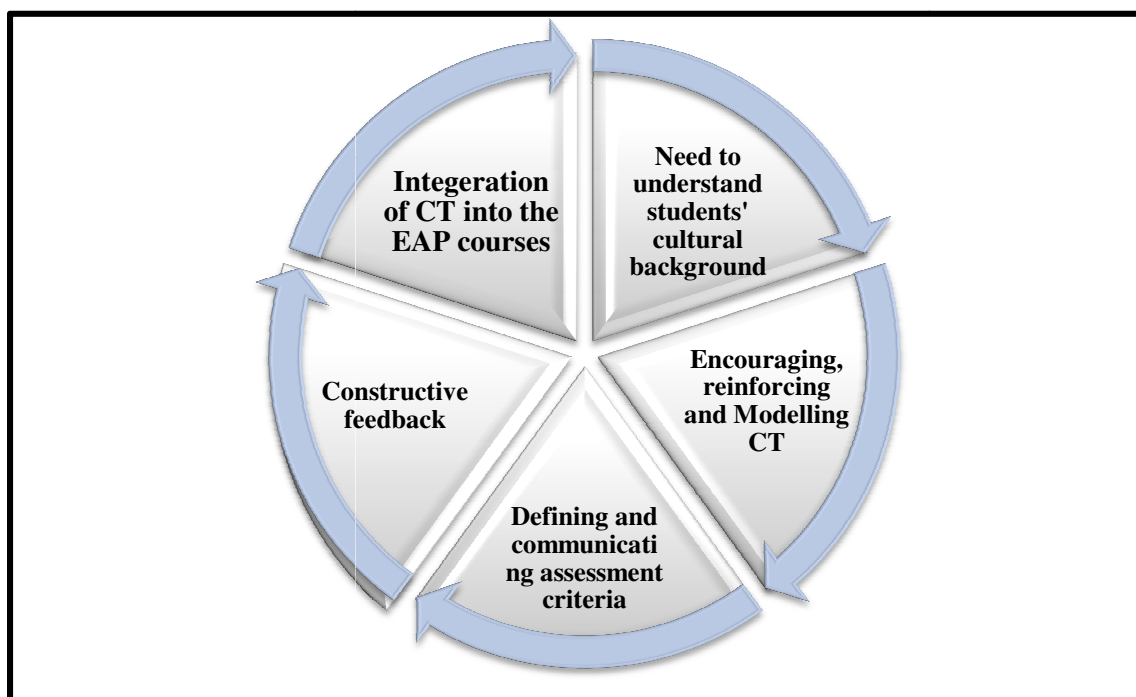 Integeration
of CT into the
EAP courses
Need to
understand
students'
cultural
background
Encouraging,
reinforcing
and Modelling
CT
Defining and
communicati
ng assessment
criteria
Constructive
feedback